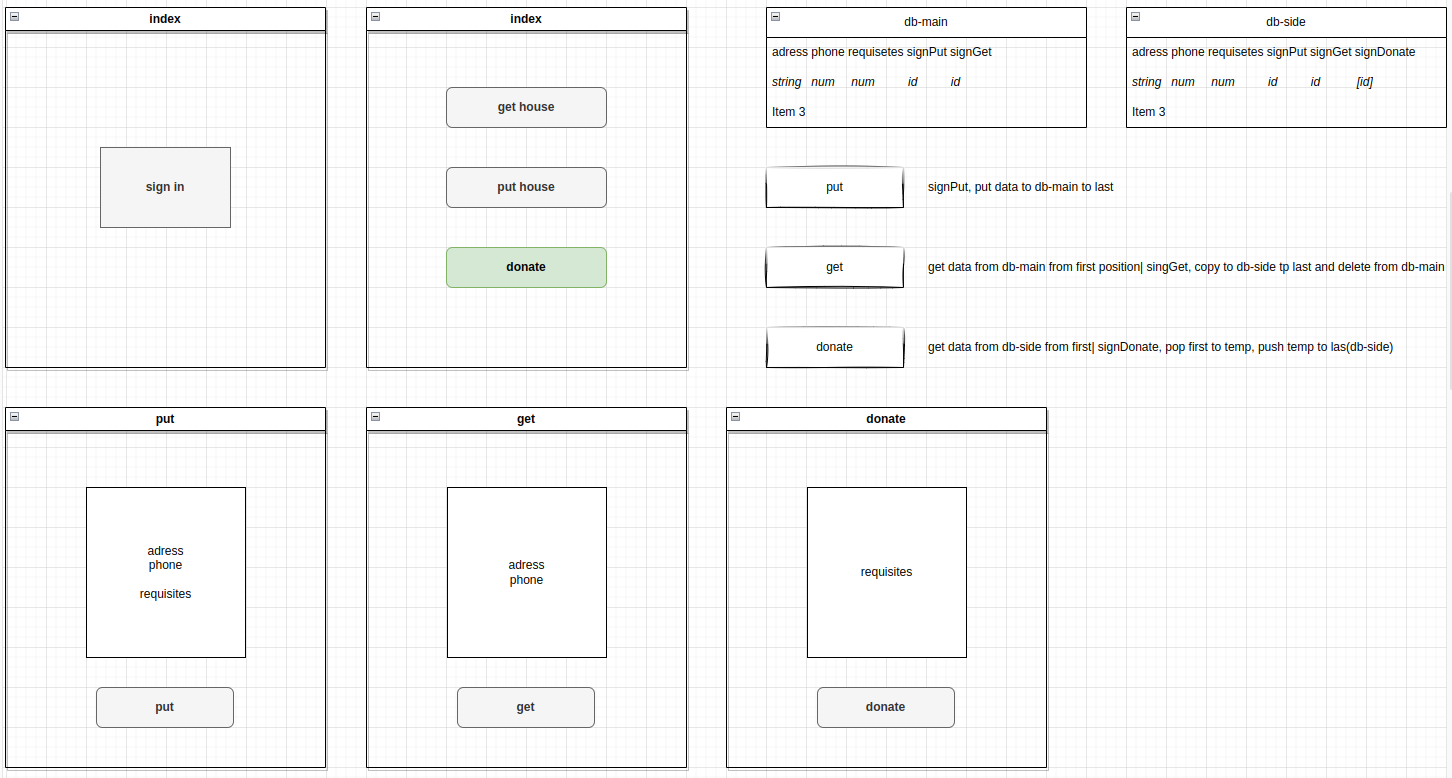 index
sign in
index
get house
put house
donate
db-main
adress phone requisetes signPut signGet
string num num id id
Item 3
db-side
adress phone requisetes signPut signGet signDonate
string num num id id [id]
Item 3
put
signPut, put data to db-main to last
get
get data from db-main from first position| singGet, copy to db-side tp last and delete from db-main
donate
get data from db-side from first| signDonate, pop first to temp, push temp to las(db-side)
put
adress
phone
requisites
put
get
adress
phone
get
donate
requisites
donate